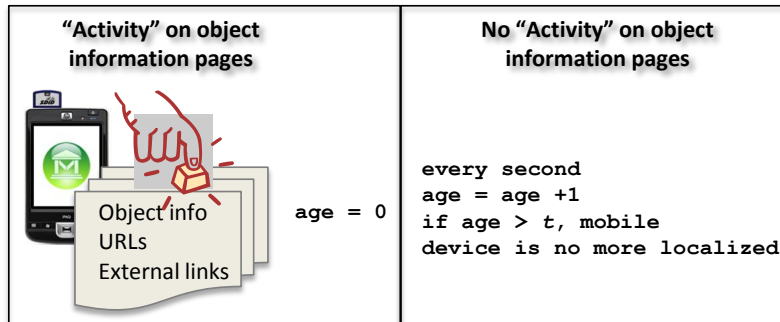 “Activity” on object
information pages
SDiD
Object info
URLs
External links
age = 0
No “Activity” on object
information pages
every second
age = age +1
if age > t, mobile
device is no more localized